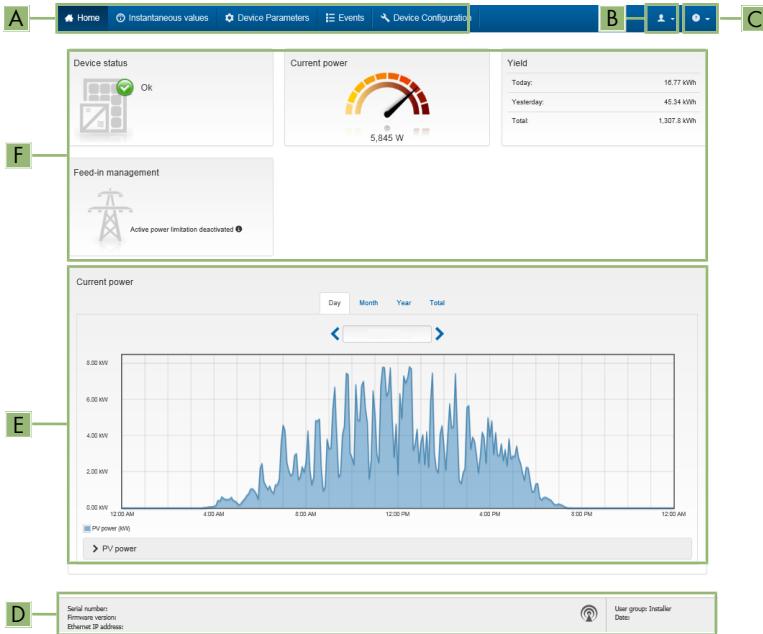 A
Home Instantaneous values Device Parameters Events Device Configuration
B
C
Device status
Ok
Current power
5,845 W
Yield
Today: 16.77 kWh
Yesterday: 45.34 kWh
Total: 1,307.8 kWh
F
Feed-in management
Active power limitation deactivated
E
Current power
Day Month Year Total
8.00 kW
6.00 kW
4.00 kW
2.00 kW
0.00 kW
12:00 AM 4:00 AM 8:00 AM 12:00 PM 4:00 PM 8:00 PM 12:00 AM
PV power (kW)
PV power
D
Serial number:
Firmware version:
Ethernet IP address:
User group: Installer
Date: